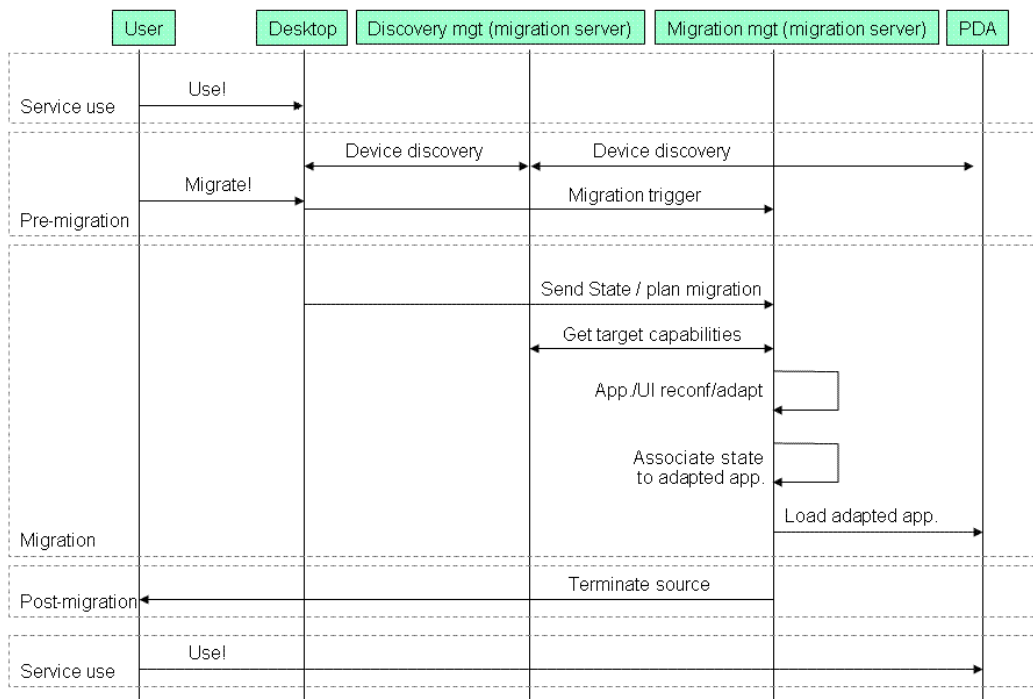 User
Desktop
Discovery mgt (migration server)
Migration mgt (migration server)
PDA
Use!
Service use
Device discovery
Device discovery
Migrate!
Migration trigger
Pre-migration
Send State / plan migration
Get target capabilities
App./UI reconf/adapt
Associate state
to adapted app.
Load adapted app.
Migration
Terminate source
Post-migration
Use!
Service use